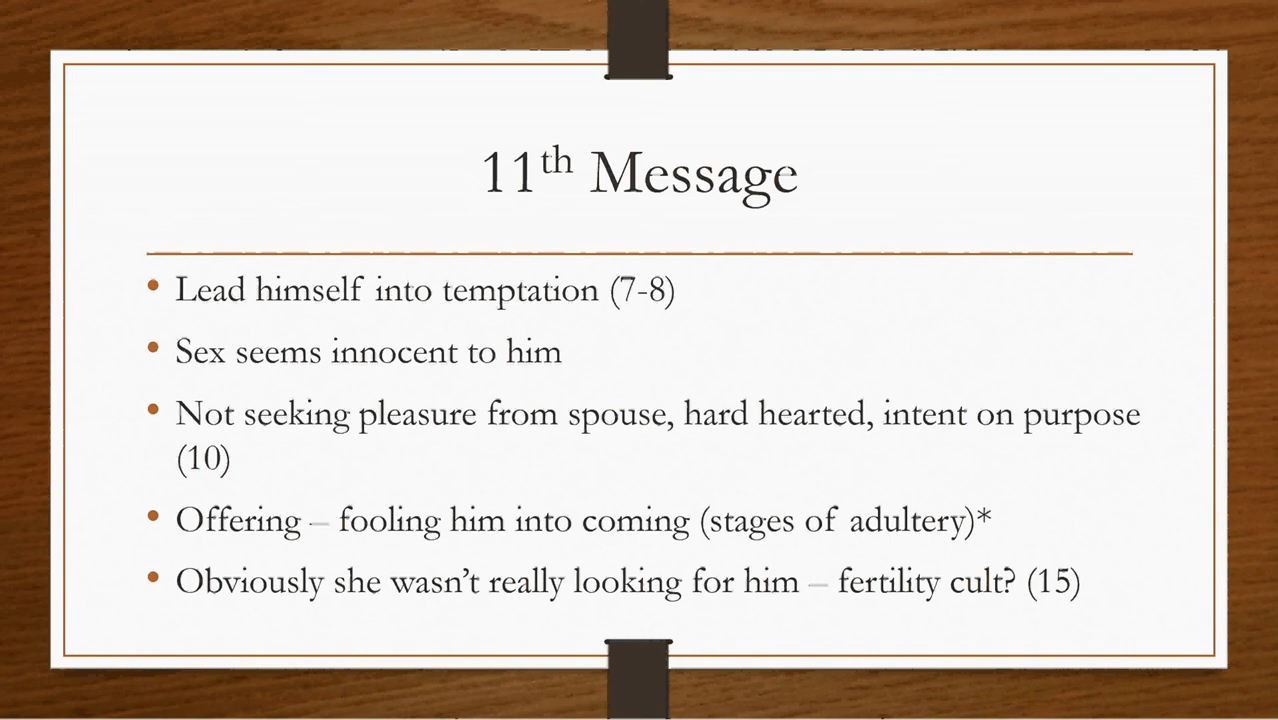 11th Message
• Lead himself into temptation (7-8)
• Sex seems innocent to him
• Not seeking pleasure from spouse, hard hearted, intent on purpose
(10)
• Offering – fooling him into coming (stages of adultery)*
• Obviously she wasn’t really looking for him – fertility cult? (15)